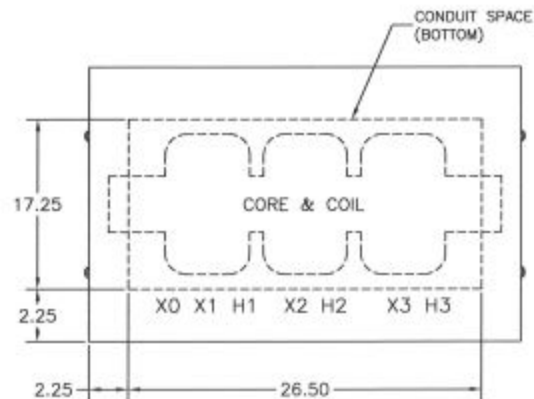 CONDUIT SPACE
(BOTTOM)
17.25
CORE & COIL
X0 X1 H1 X2 H2 X3 H3
2.25
2.25
26.50